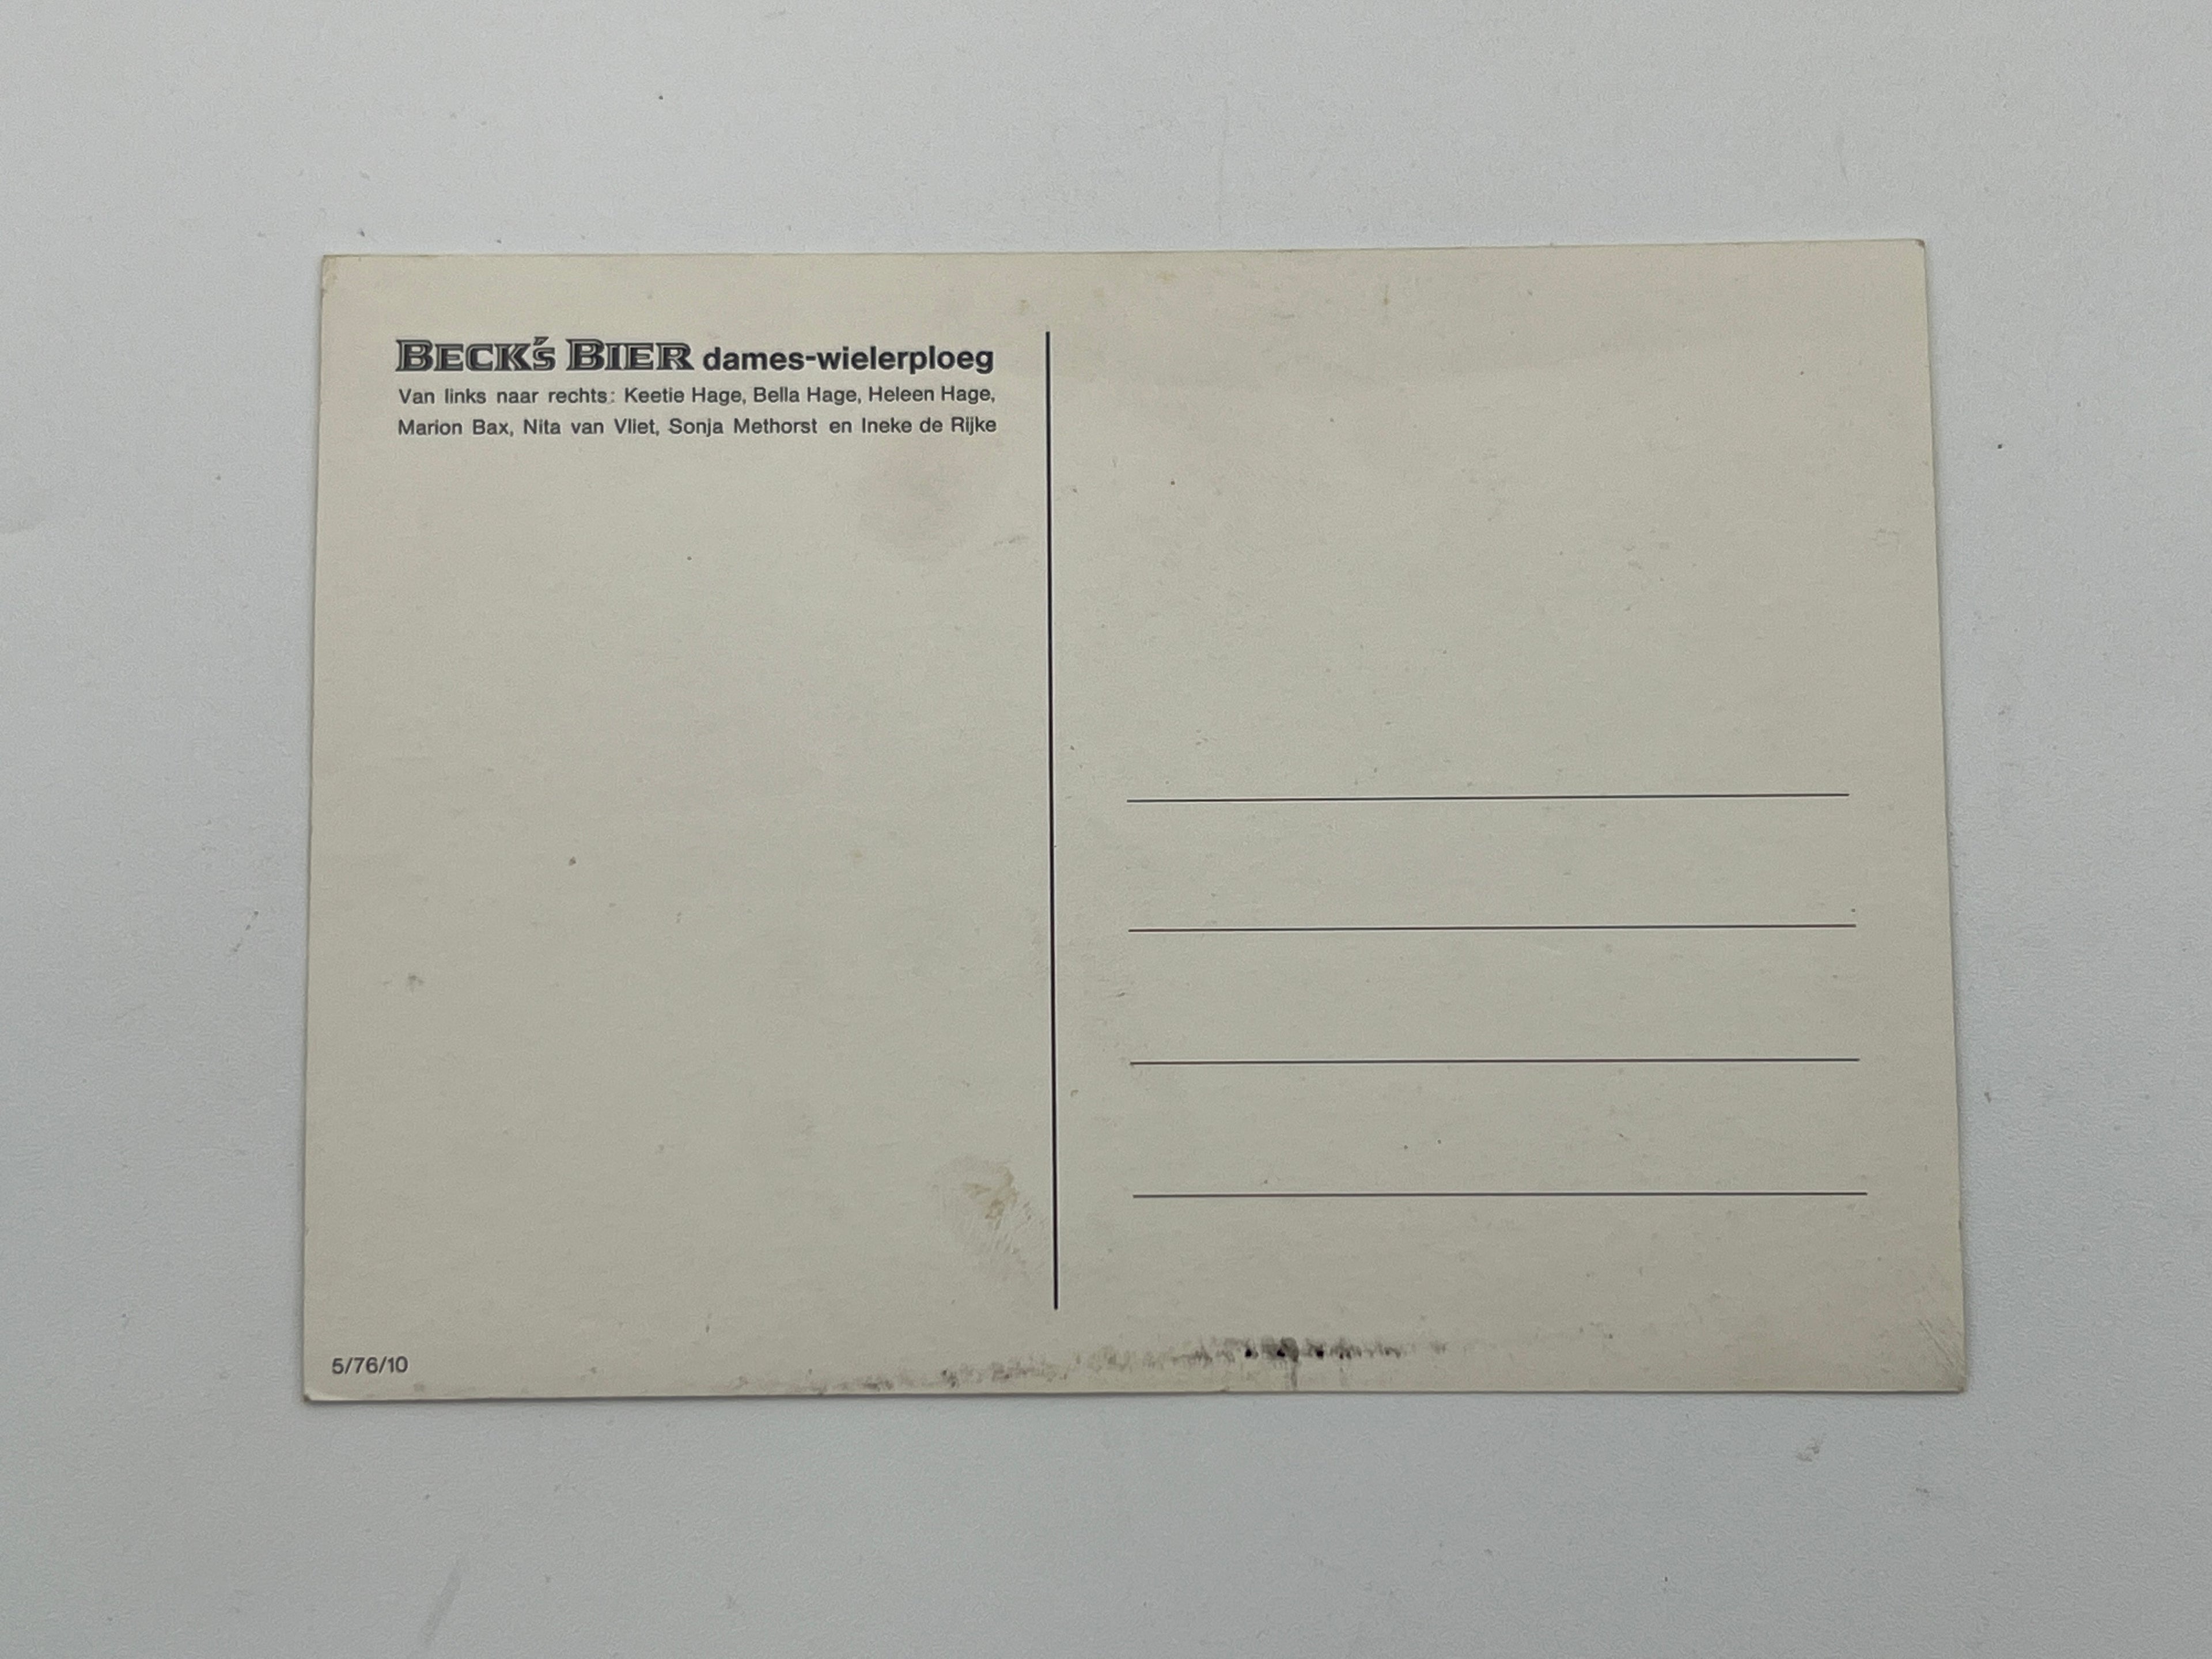 BECK'S BIER dames-wielerploeg
Van links naar rechts: Keetie Hage, Bella Hage, Heleen Hage,
Marion Bax, Nita van Vliet, Sonja Methorst en Ineke de Rijke
5/76/10